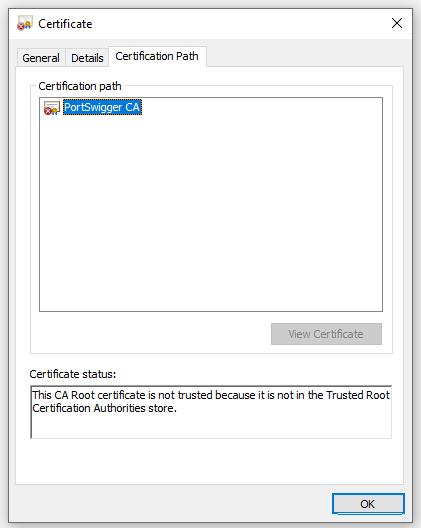 Certificate
General Details Certification Path
Certification path
PortSwigger CA
View Certificate
Certificate status:
This CA Root certificate is not trusted because it is not in the Trusted Root
Certification Authorities store.
OK